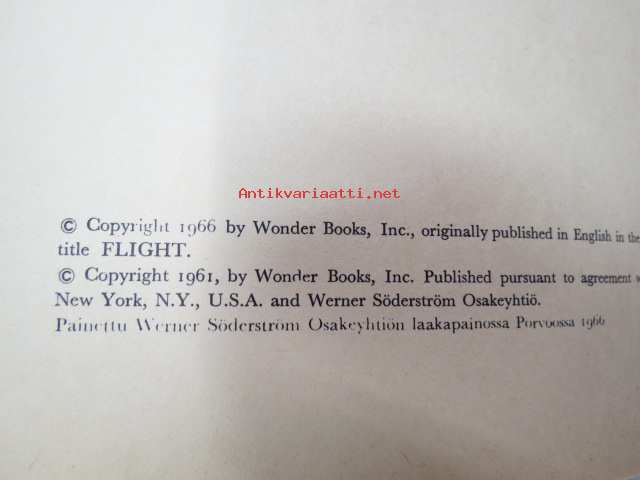 Antikvariaatti.net
© Copyright 1966 by Wonder Books, Inc., originally published in English in the
title FLIGHT.
© Copyright 1961, by Wonder Books, Inc. Published pursuant to agreement
New York, N.Y., U.S.A. and Werner Söderström Osakeyhtiö.
Painettu Werner Söderström Osakeyhtiön laakapainossa Porvoossa 1966